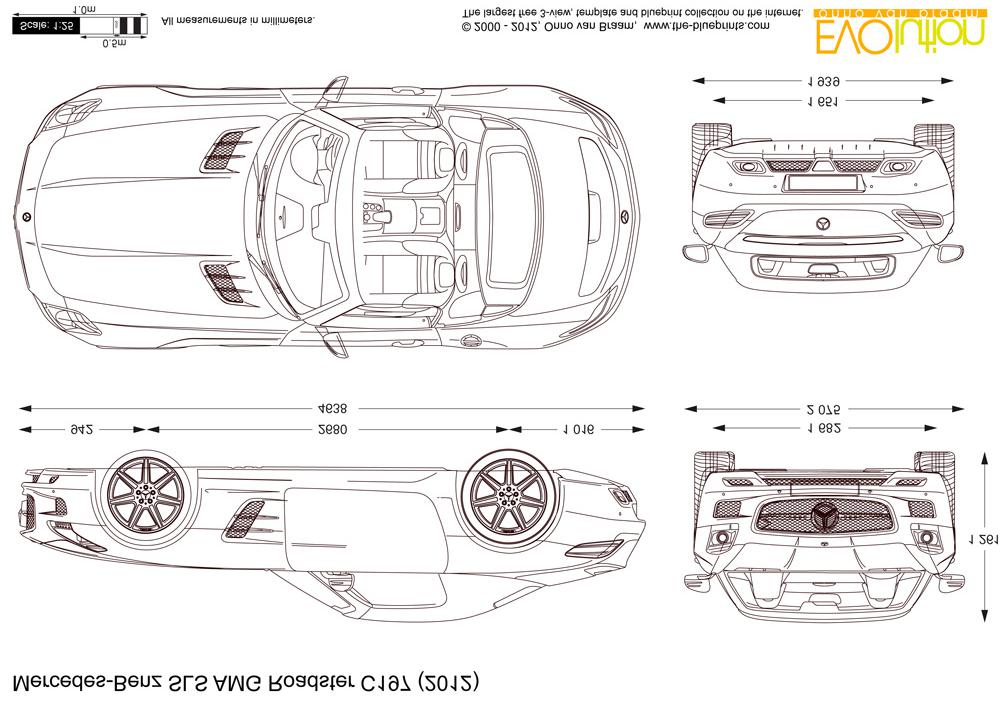 Mercedes-Benz SLS AMG Roadster C197 (2012)
942
2680
1 016
4638
1 682
2 075
1 261
1 651
1 939
0.5m
Scale: 1:25
1.0m
All measurements in millimeters.
© 2000 - 2012, Onno van Braam, www.the-blueprints.com
The largest free 3-view, template and blueprint collection on the internet.
EVOlution
onno van braam